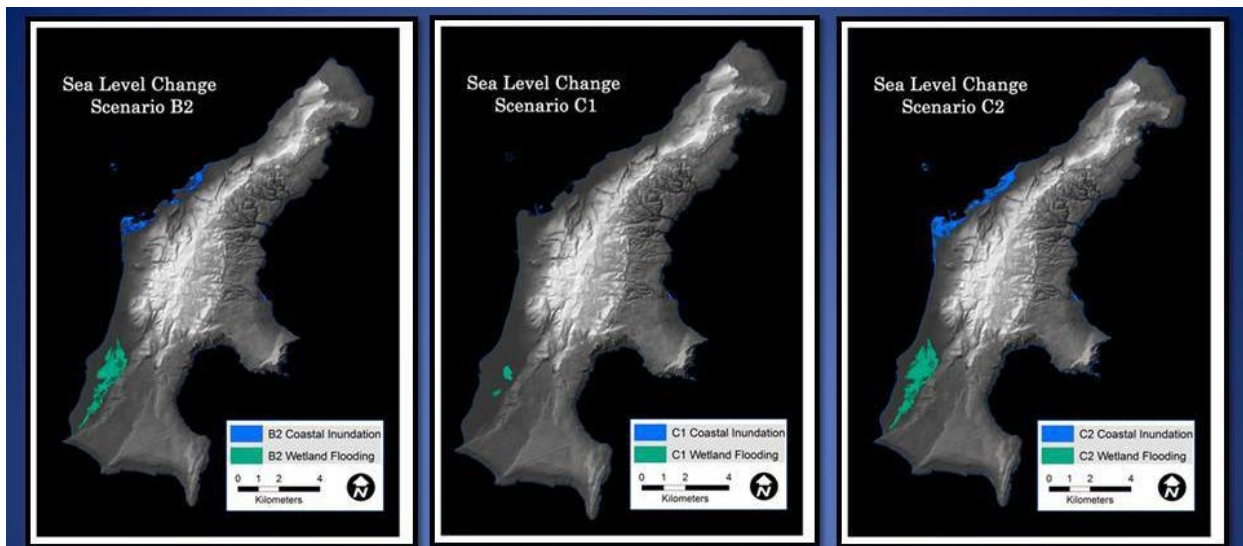 Sea Level Change
Scenario B2
B2 Coastal Inundation
B2 Wetland Flooding
0 1 2 4
Kilometers
N
Sea Level Change
Scenario C1
C1 Coastal Inundation
C1 Wetland Flooding
0 1 2 4
Kilometers
N
Sea Level Change
Scenario C2
C2 Coastal Inundation
C2 Wetland Flooding
0 1 2 4
Kilometers
N